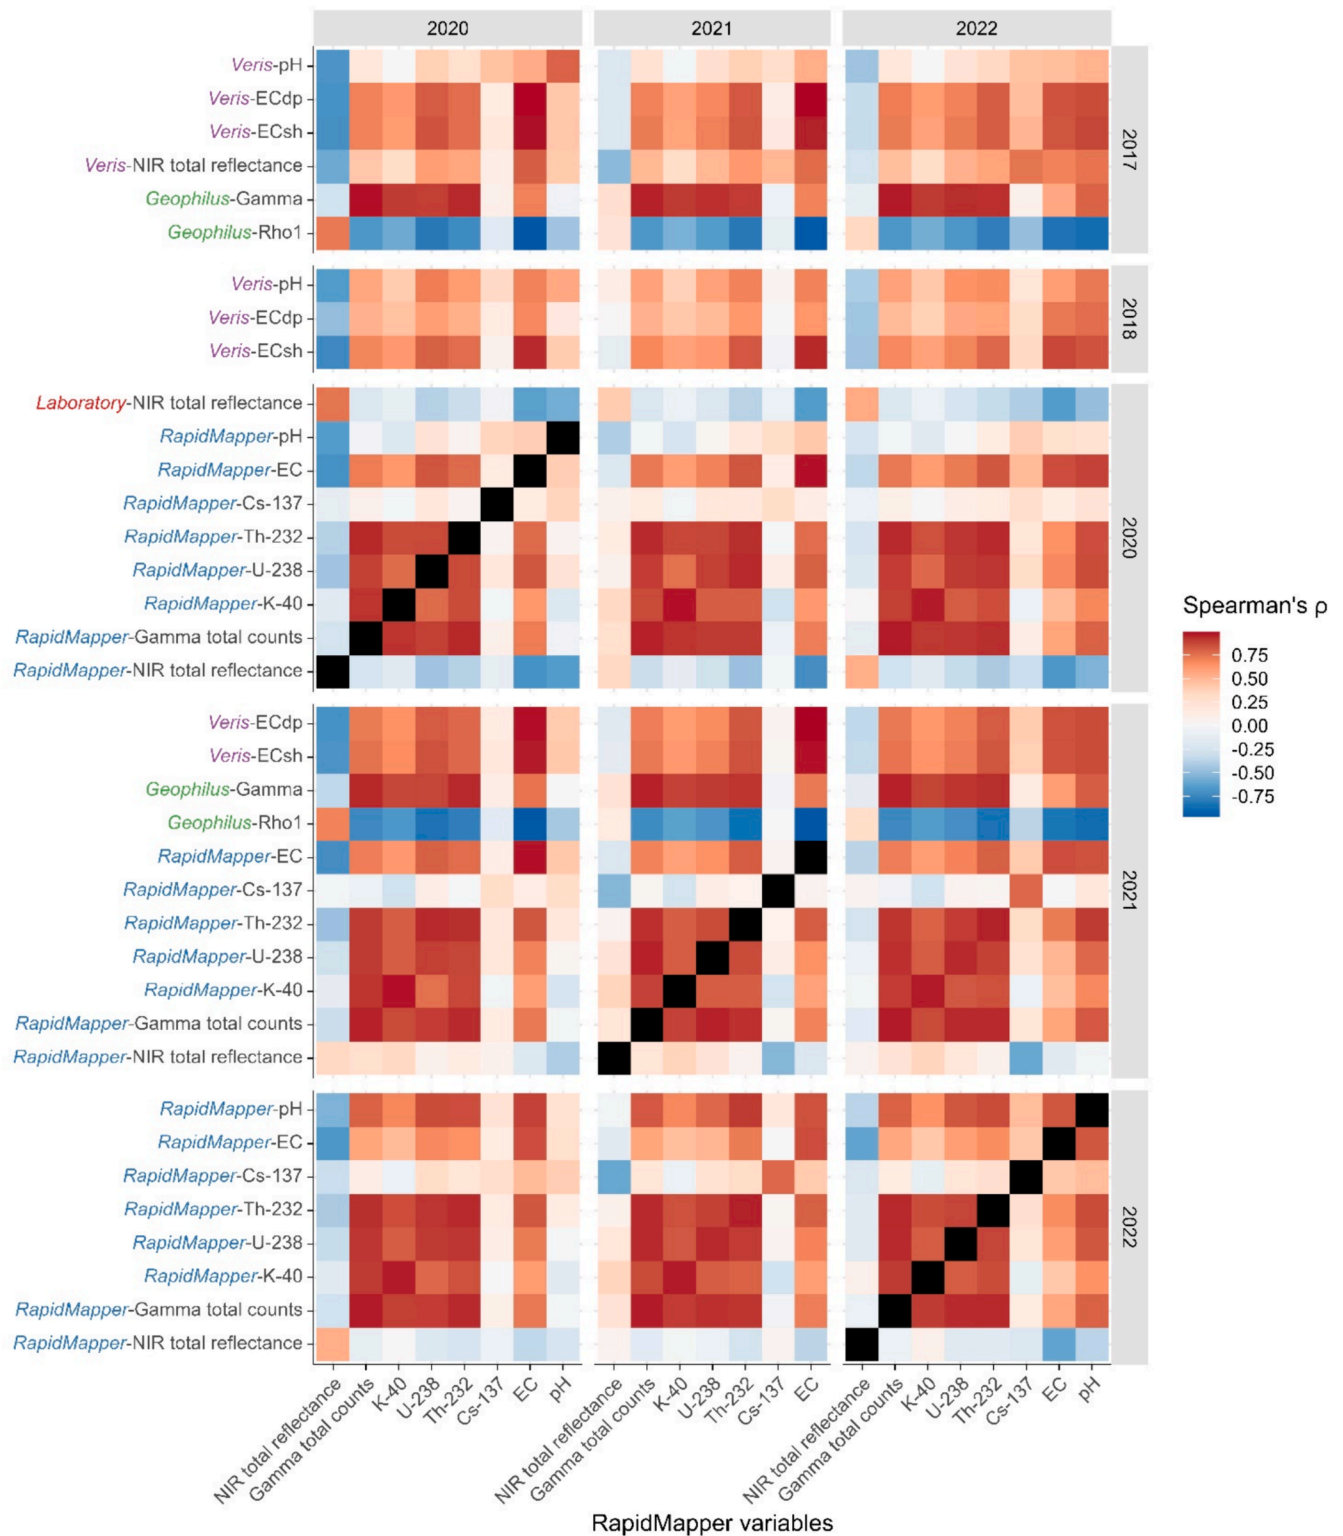 2020 2021 2022
Veris-pH
Veris-ECdp
Veris-ECsh
Veris-NIR total reflectance
Geophilus-Gamma
Geophilus-Rho1
2017
Veris-pH
Veris-ECdp
Veris-ECsh
2018
Laboratory-NIR total reflectance
RapidMapper-pH
RapidMapper-EC
RapidMapper-Cs-137
RapidMapper-Th-232
RapidMapper-U-238
RapidMapper-K-40
RapidMapper-Gamma total counts
RapidMapper-NIR total reflectance
2020
Spearman's ρ
0.75
0.50
0.25
0.00
-0.25
-0.50
-0.75
Veris-ECdp
Veris-ECsh
Geophilus-Gamma
Geophilus-Rho1
RapidMapper-EC
RapidMapper-Cs-137
RapidMapper-Th-232
RapidMapper-U-238
RapidMapper-K-40
RapidMapper-Gamma total counts
RapidMapper-NIR total reflectance
2021
RapidMapper-pH
RapidMapper-EC
RapidMapper-Cs-137
RapidMapper-Th-232
RapidMapper-U-238
RapidMapper-K-40
RapidMapper-Gamma total counts
RapidMapper-NIR total reflectance
2022
NIR total reflectance
Gamma total counts
K-40
U-238
Th-232
Cs-137
EC
pH
NIR total reflectance
Gamma total counts
K-40
U-238
Th-232
Cs-137
EC
NIR total reflectance
Gamma total counts
K-40
U-238
Th-232
Cs-137
EC
pH
RapidMapper variables